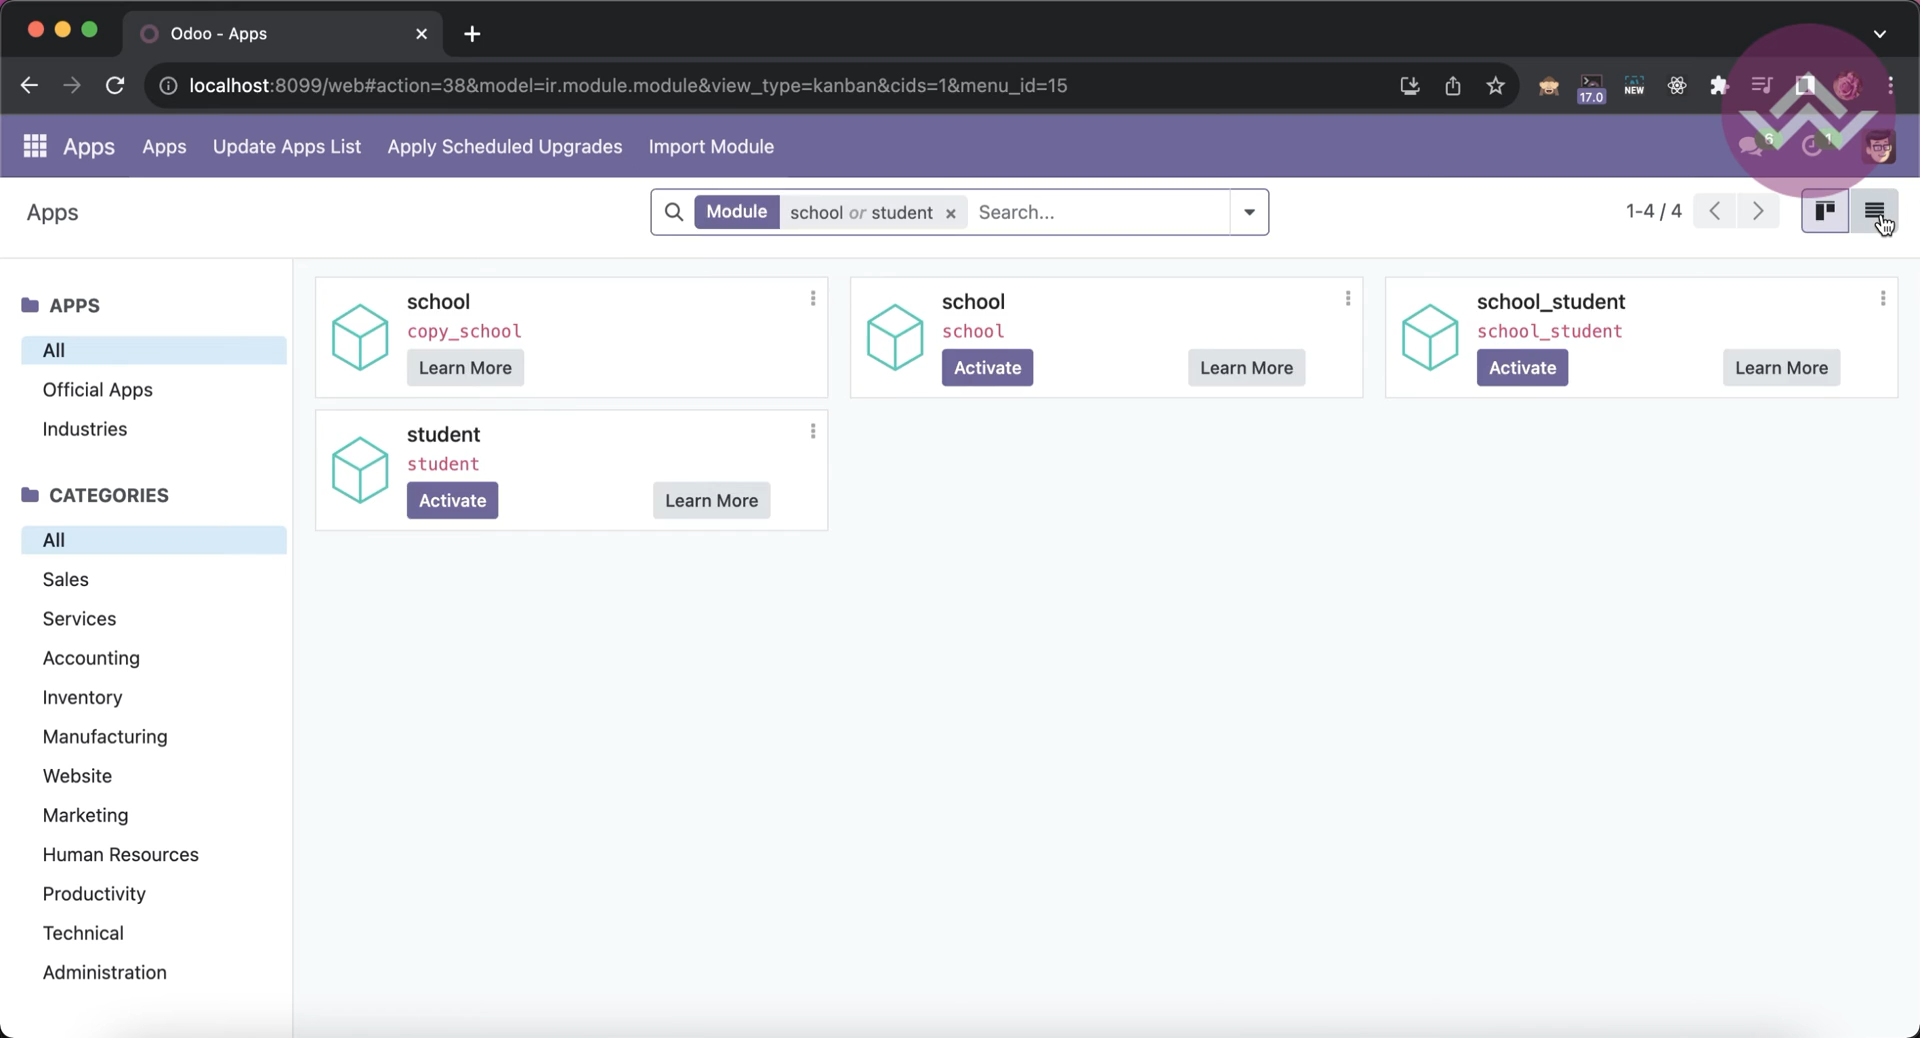 Odoo - Apps
localhost:8099/web#action=38&model=ir.module.module&view_type=kanban&cids=1&menu_id=15
17.0
NEW
Apps Apps Update Apps List Apply Scheduled Upgrades Import Module
6
1
Apps
Module school or student × Search...
1-4 / 4
APPS
All
Official Apps
Industries
CATEGORIES
All
Sales
Services
Accounting
Inventory
Manufacturing
Website
Marketing
Human Resources
Productivity
Technical
Administration
school
copy_school
Learn More
school
school
Activate Learn More
school_student
school_student
Activate Learn More
student
student
Activate Learn More